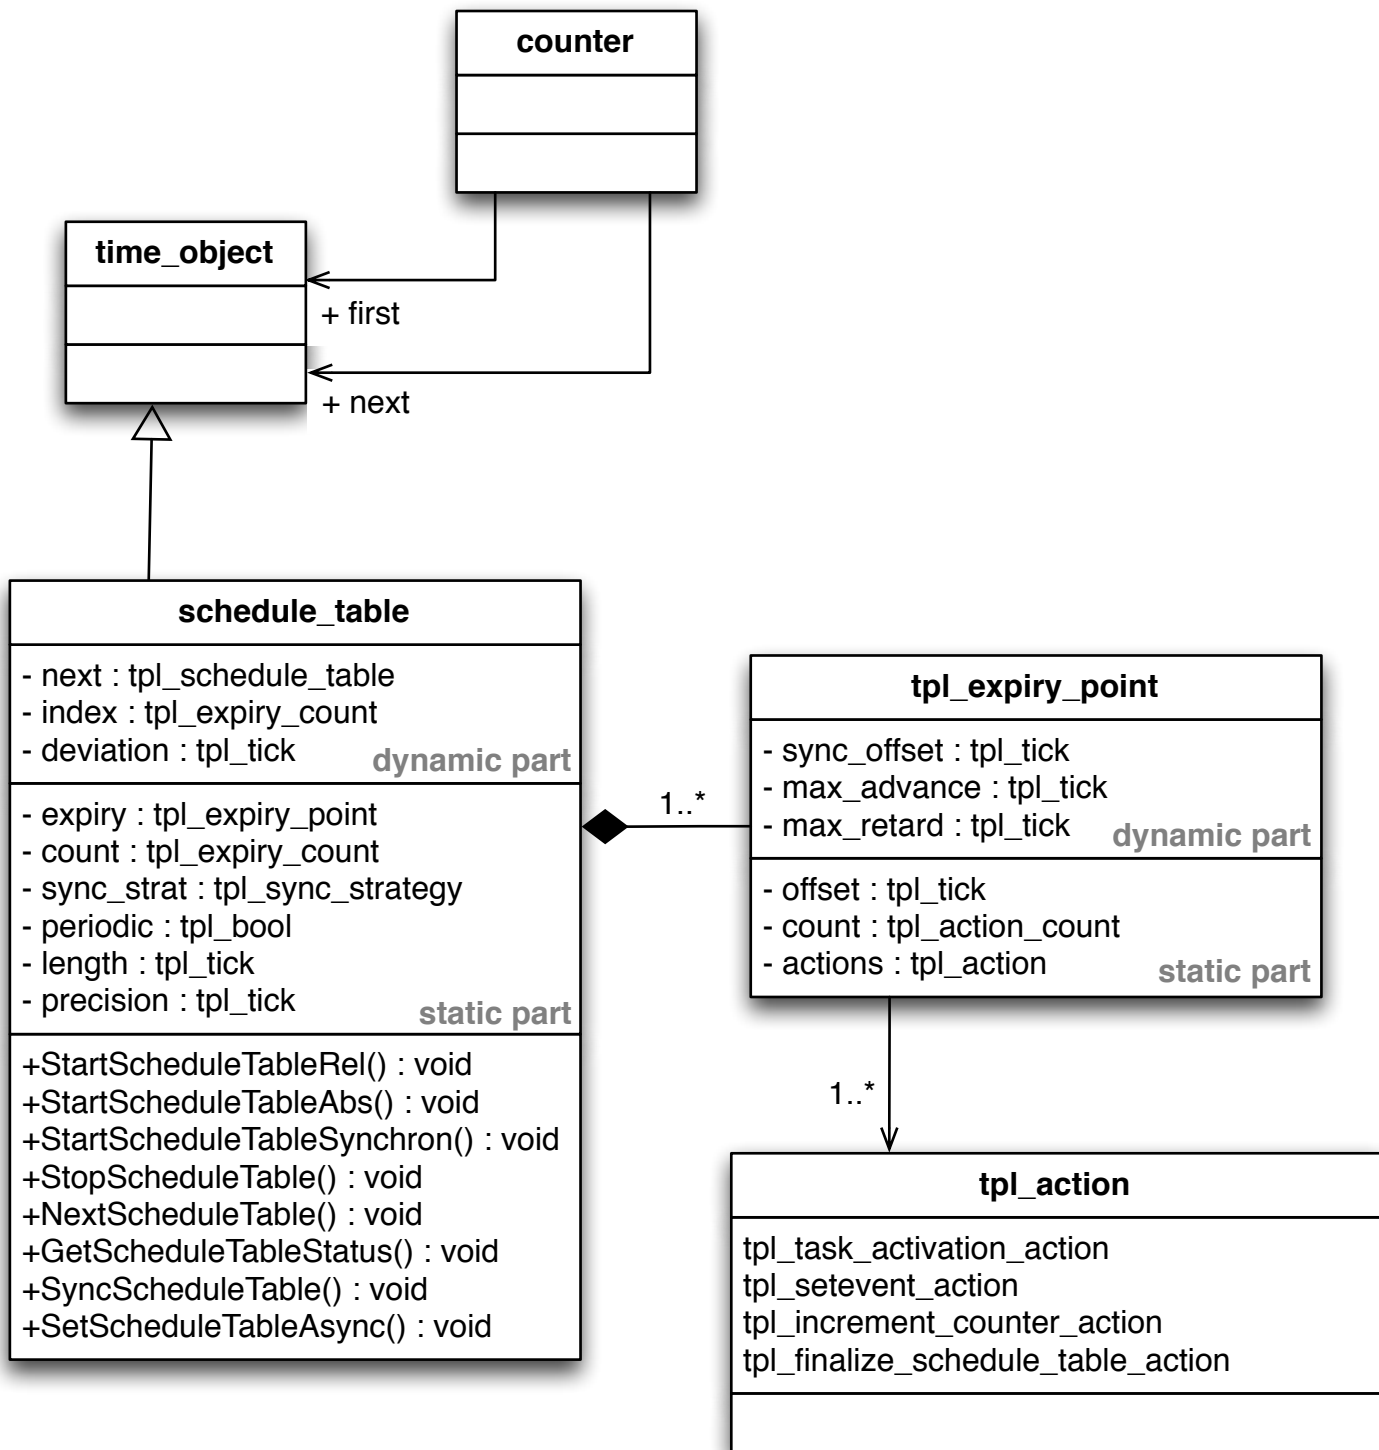 counter
time_object
+ first
+ next
schedule_table
- next : tpl_schedule_table
- index : tpl_expiry_count
- deviation : tpl_tick
dynamic part
- expiry : tpl_expiry_point
- count : tpl_expiry_count
- sync_strat : tpl_sync_strategy
- periodic : tpl_bool
- length : tpl_tick
- precision : tpl_tick
static part
+StartScheduleTableRel() : void
+StartScheduleTableAbs() : void
+StartScheduleTableSynchron() : void
+StopScheduleTable() : void
+NextScheduleTable() : void
+GetScheduleTableStatus() : void
+SyncScheduleTable() : void
+SetScheduleTableAsync() : void
1..*
tpl_expiry_point
- sync_offset : tpl_tick
- max_advance : tpl_tick
- max_retard : tpl_tick
dynamic part
- offset : tpl_tick
- count : tpl_action_count
- actions : tpl_action
static part
1..*
tpl_action
tpl_task_activation_action
tpl_setevent_action
tpl_increment_counter_action
tpl_finalize_schedule_table_action